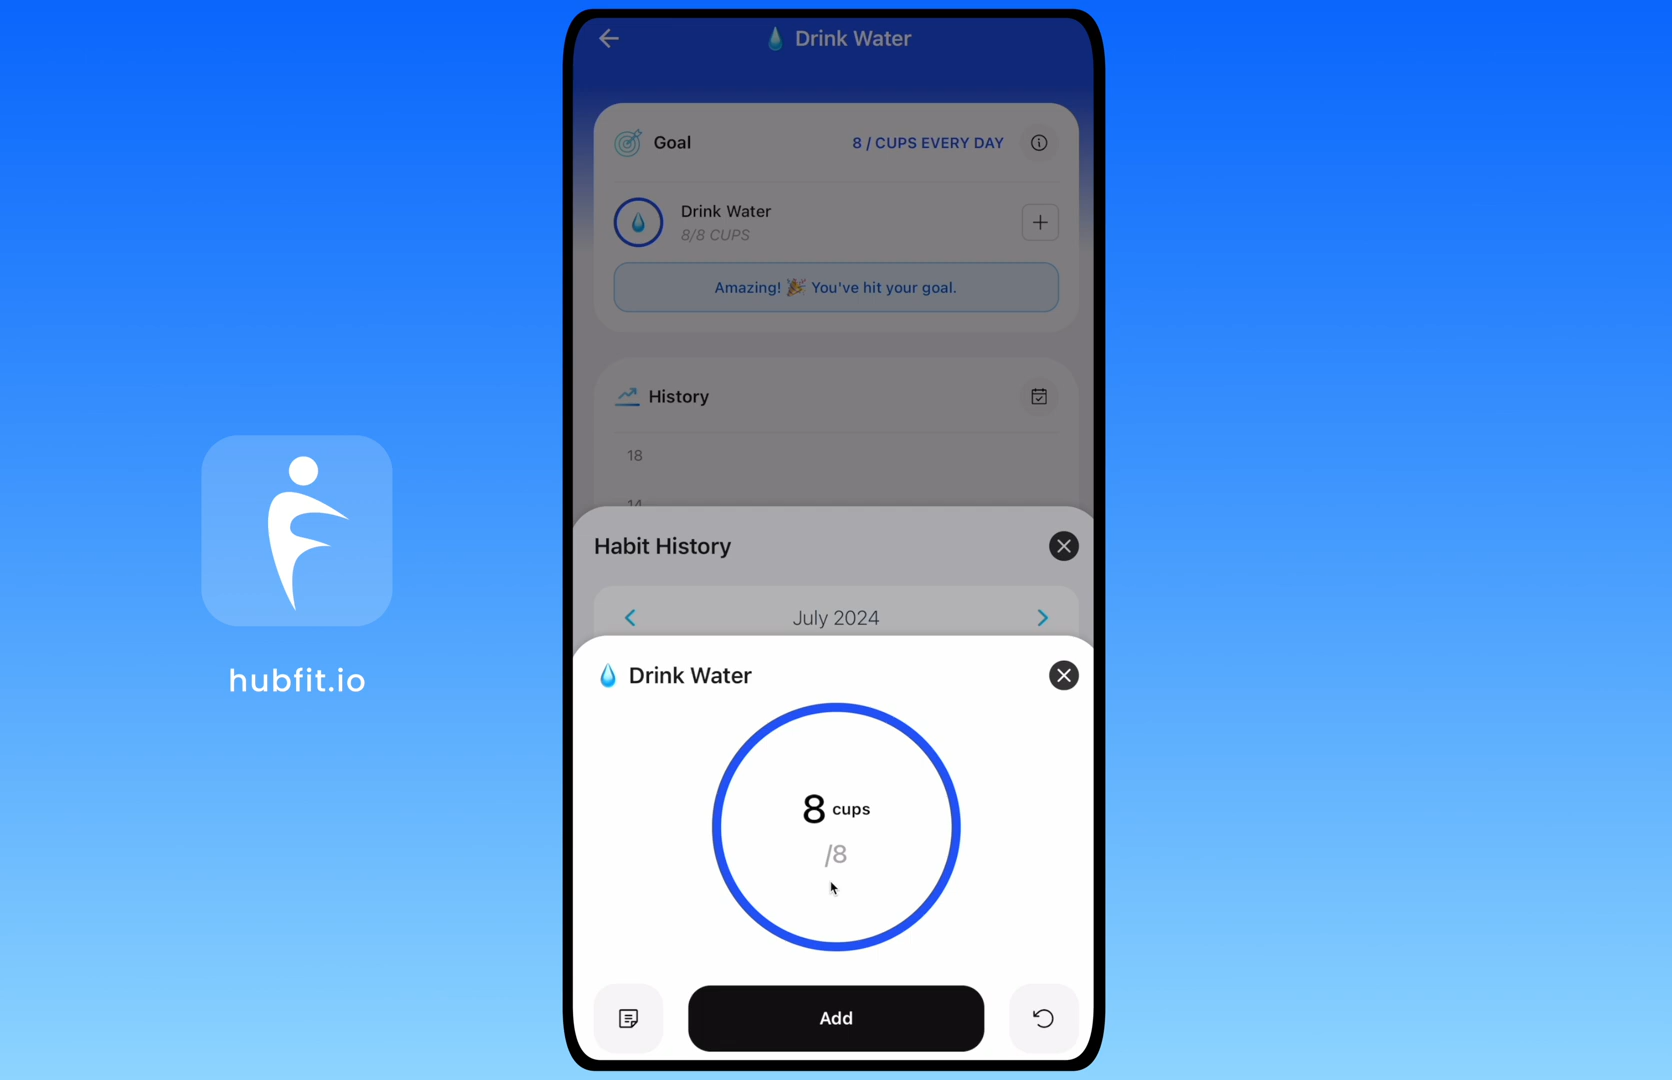 Drink Water
Goal
8 / CUPS EVERY DAY
Drink Water
8/8 CUPS
Amazing! 🎉 You've hit your goal.
History
18
14
Habit History
July 2024
Drink Water
8 cups
/8
Add
hubfit.io